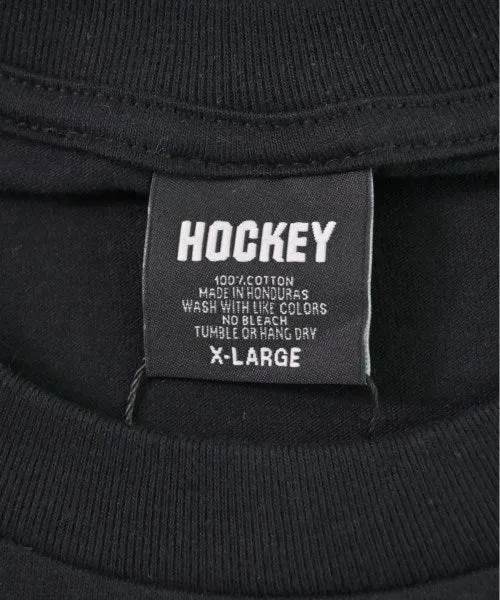 HOCKEY
100% COTTON
MADE IN HONDURAS
WASH WITH LIKE COLORS
NO BLEACH
TUMBLE OR HANG DRY
X-LARGE